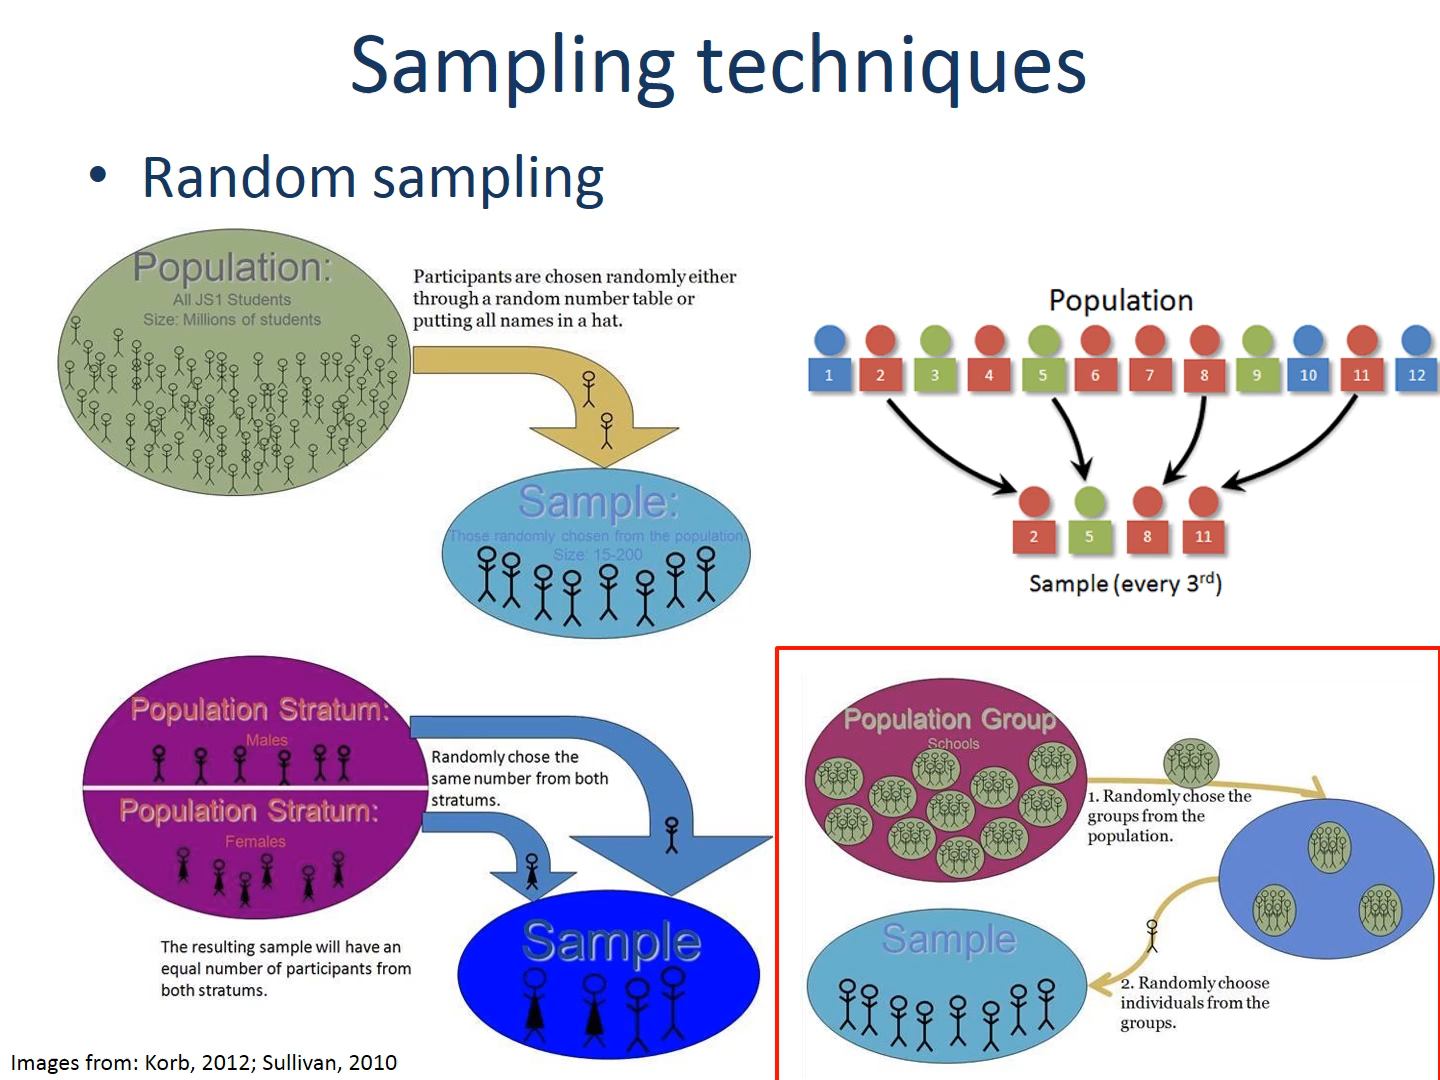 Sampling techniques
• Random sampling
Population:
All JS1 Students
Size: Millions of students
Participants are chosen randomly either
through a random number table or
putting all names in a hat.
Sample:
Those randomly chosen from the population
Size: 15-200
Population
1 2 3 4 5 6 7 8 9 10 11 12
2 5 8 11
Sample (every 3rd)
Population Stratum:
Males
Population Stratum:
Females
Randomly chose the
same number from both
stratums.
The resulting sample will have an
equal number of participants from
both stratums.
Sample
Population Group
Schools
1. Randomly chose the
groups from the
population.
Sample
2. Randomly choose
individuals from the
groups.
Images from: Korb, 2012; Sullivan, 2010